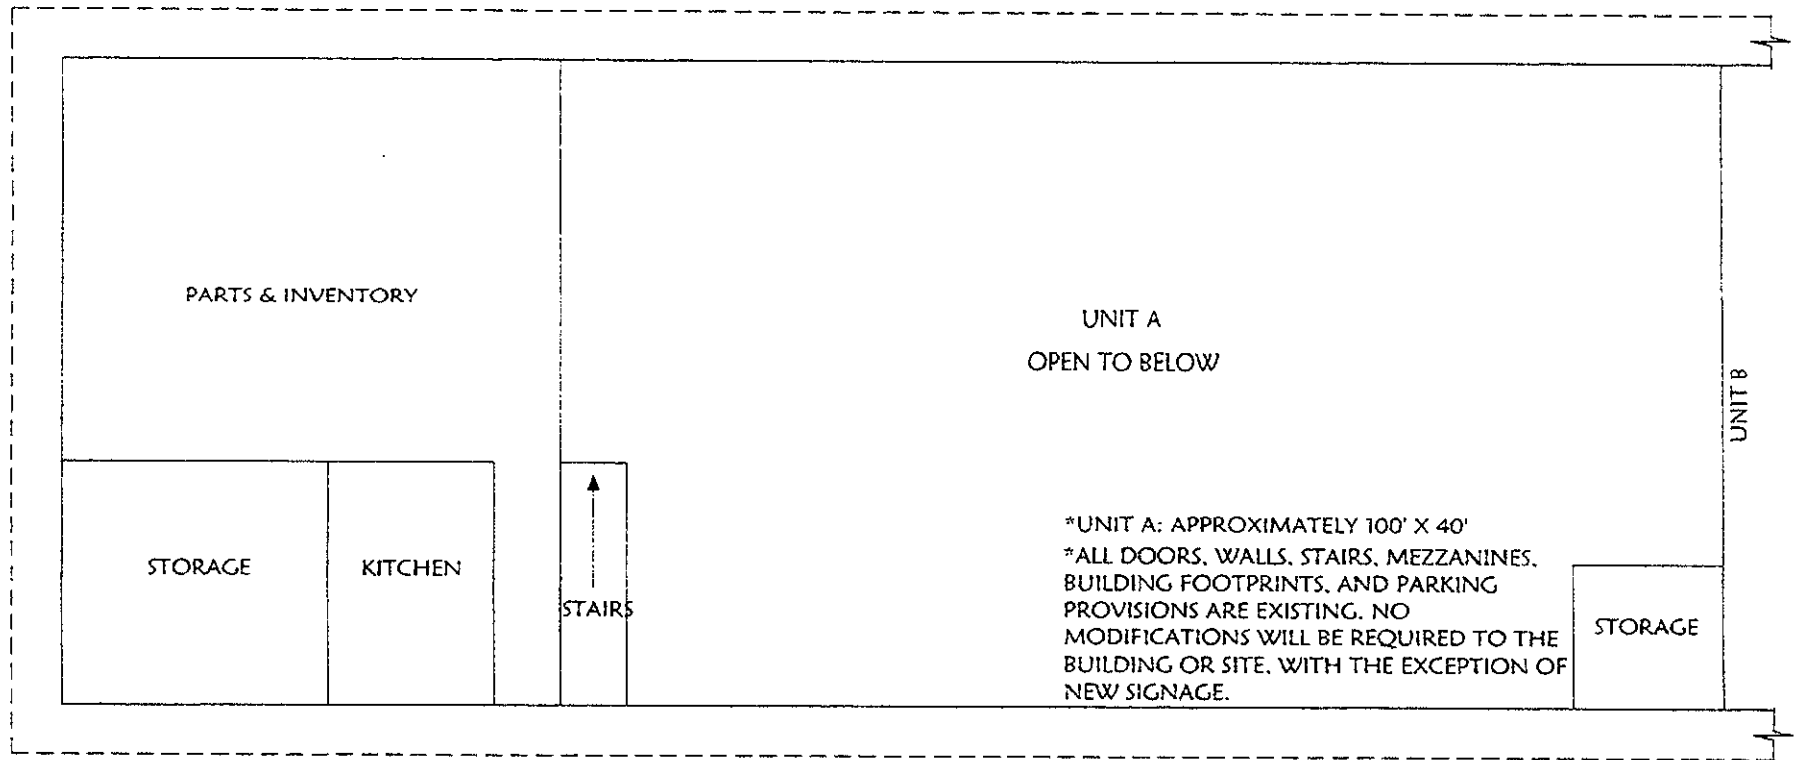 PARTS & INVENTORY
UNIT A
OPEN TO BELOW
UNIT B
*UNIT A: APPROXIMATELY 100' X 40'
*ALL DOORS, WALLS, STAIRS, MEZZANINES,
BUILDING FOOTPRINTS, AND PARKING
PROVISIONS ARE EXISTING. NO
MODIFICATIONS WILL BE REQUIRED TO THE
BUILDING OR SITE, WITH THE EXCEPTION OF
NEW SIGNAGE.
STORAGE
KITCHEN
STAIRS
STORAGE